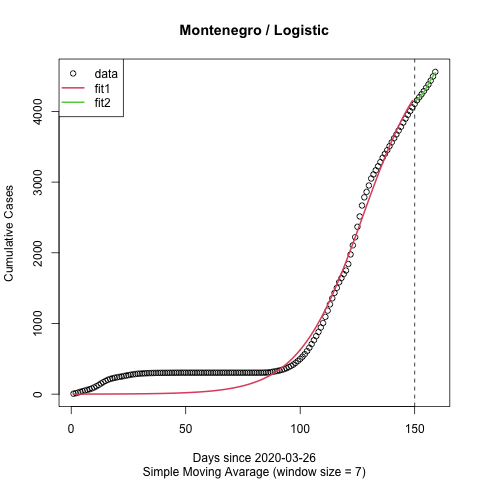 Montenegro / Logistic
data
fit1
fit2
Cumulative Cases
0
1000
2000
3000
4000
0
50
100
150
Days since 2020-03-26
Simple Moving Avarage (window size = 7)